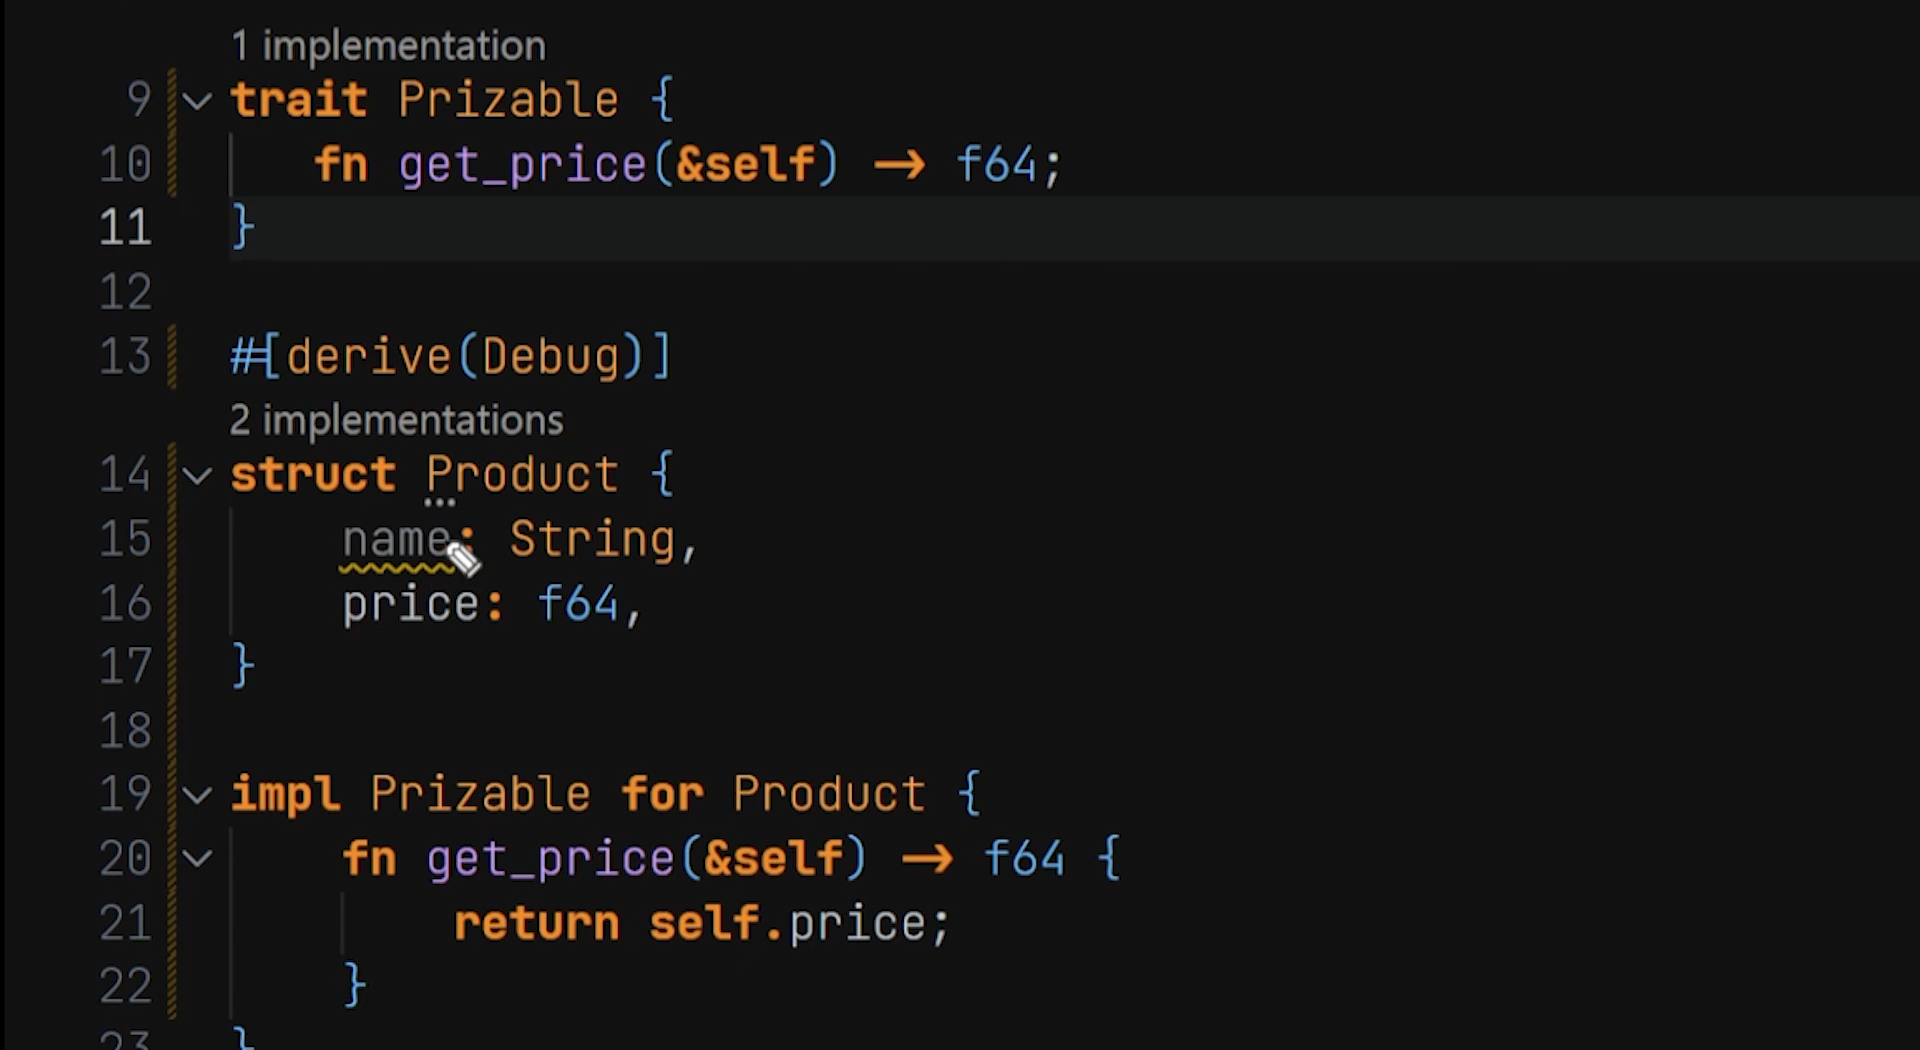 1 implementation
9 trait Prizable {
10 fn get_price(&self) -> f64;
11 }
12
13 #[derive(Debug)]
2 implementations
14 struct Product {
15 name: String,
16 price: f64,
17 }
18
19 impl Prizable for Product {
20 fn get_price(&self) -> f64 {
21 return self.price;
22 }
23 }